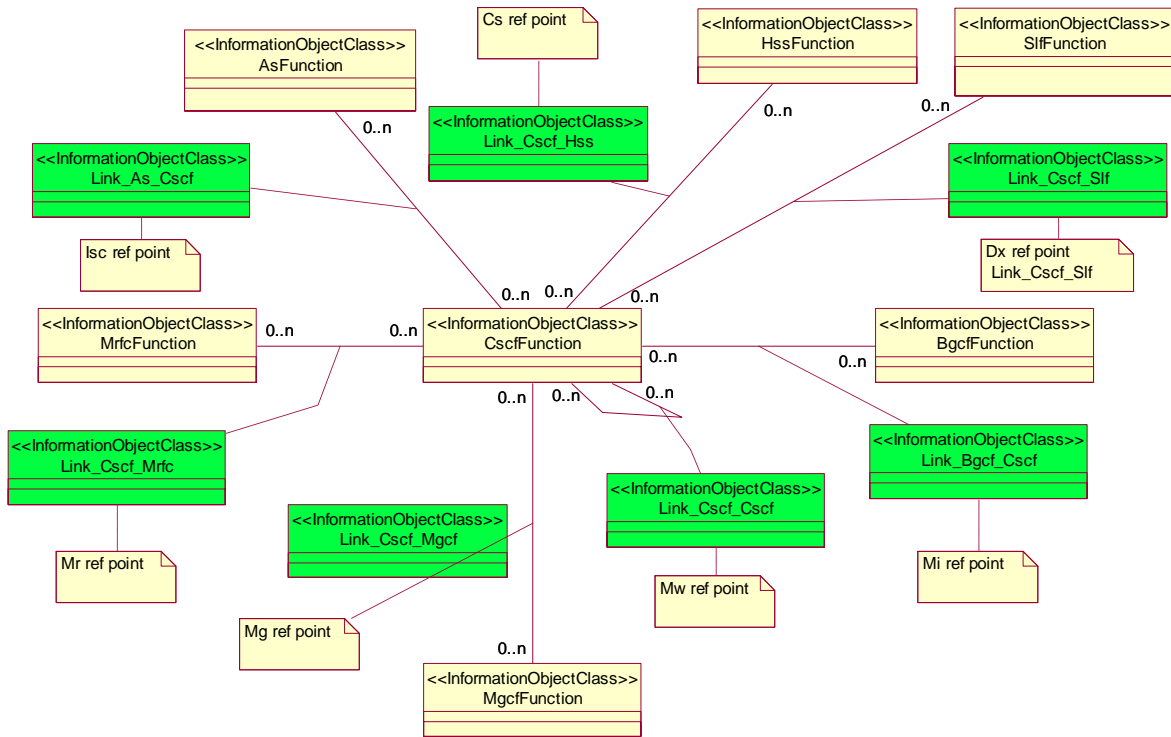 Cs ref point
<<InformationObjectClass>>
AsFunction
<<InformationObjectClass>>
HssFunction
<<InformationObjectClass>>
SlfFunction
0..n
0..n
0..n
<<InformationObjectClass>>
Link_Cscf_Hss
<<InformationObjectClass>>
Link_As_Cscf
<<InformationObjectClass>>
Link_Cscf_Slf
Isc ref point
Dx ref point
Link_Cscf_Slf
0..n
0..n
0..n
<<InformationObjectClass>>
MrfcFunction
0..n
0..n
<<InformationObjectClass>>
CscfFunction
0..n
0..n
<<InformationObjectClass>>
BgcfFunction
0..n
0..n
0..n
<<InformationObjectClass>>
Link_Cscf_Mrfc
<<InformationObjectClass>>
Link_Bgcf_Cscf
<<InformationObjectClass>>
Link_Cscf_Cscf
<<InformationObjectClass>>
Link_Cscf_Mgcf
Mr ref point
Mi ref point
Mw ref point
Mg ref point
0..n
<<InformationObjectClass>>
MgcfFunction